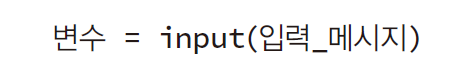 변수 = input(입력_메시지)